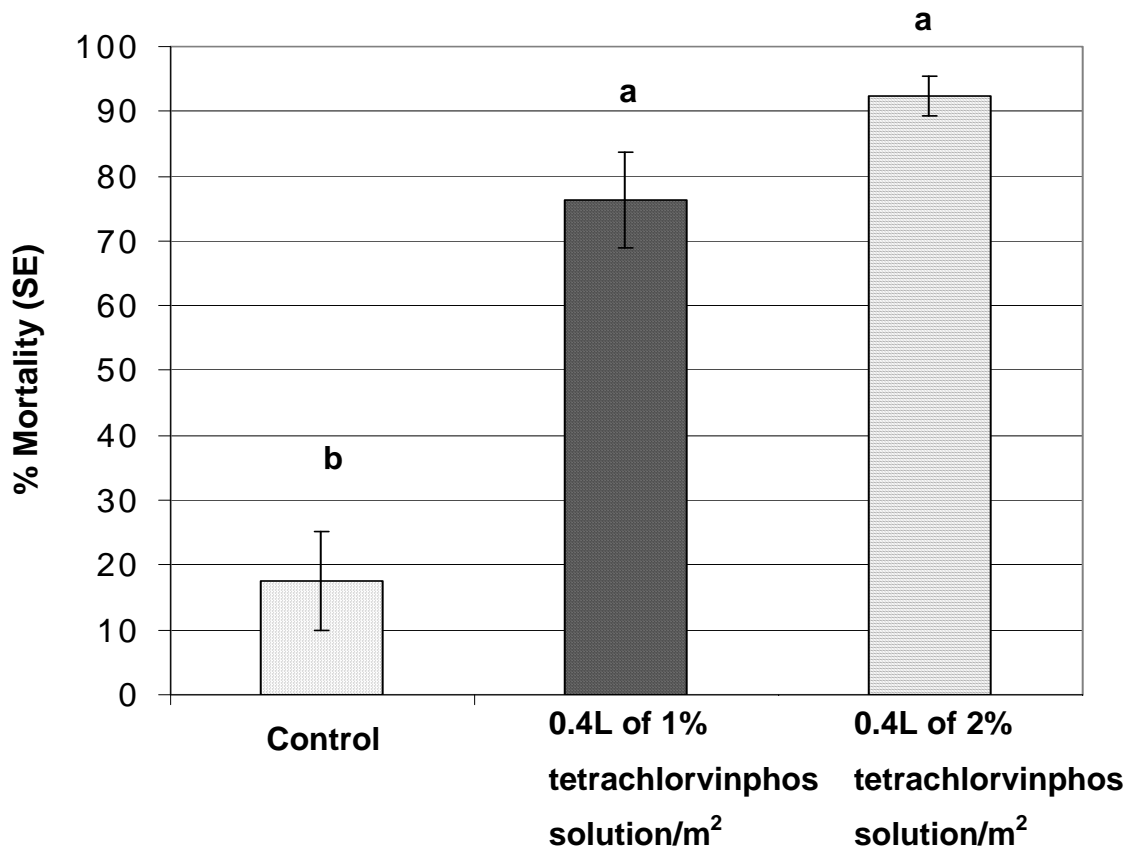 a
a
b
% Mortality (SE)
100
90
80
70
60
50
40
30
20
10
0
Control
0.4L of 1%
tetrachlorvinphos
solution/m²
0.4L of 2%
tetrachlorvinphos
solution/m²